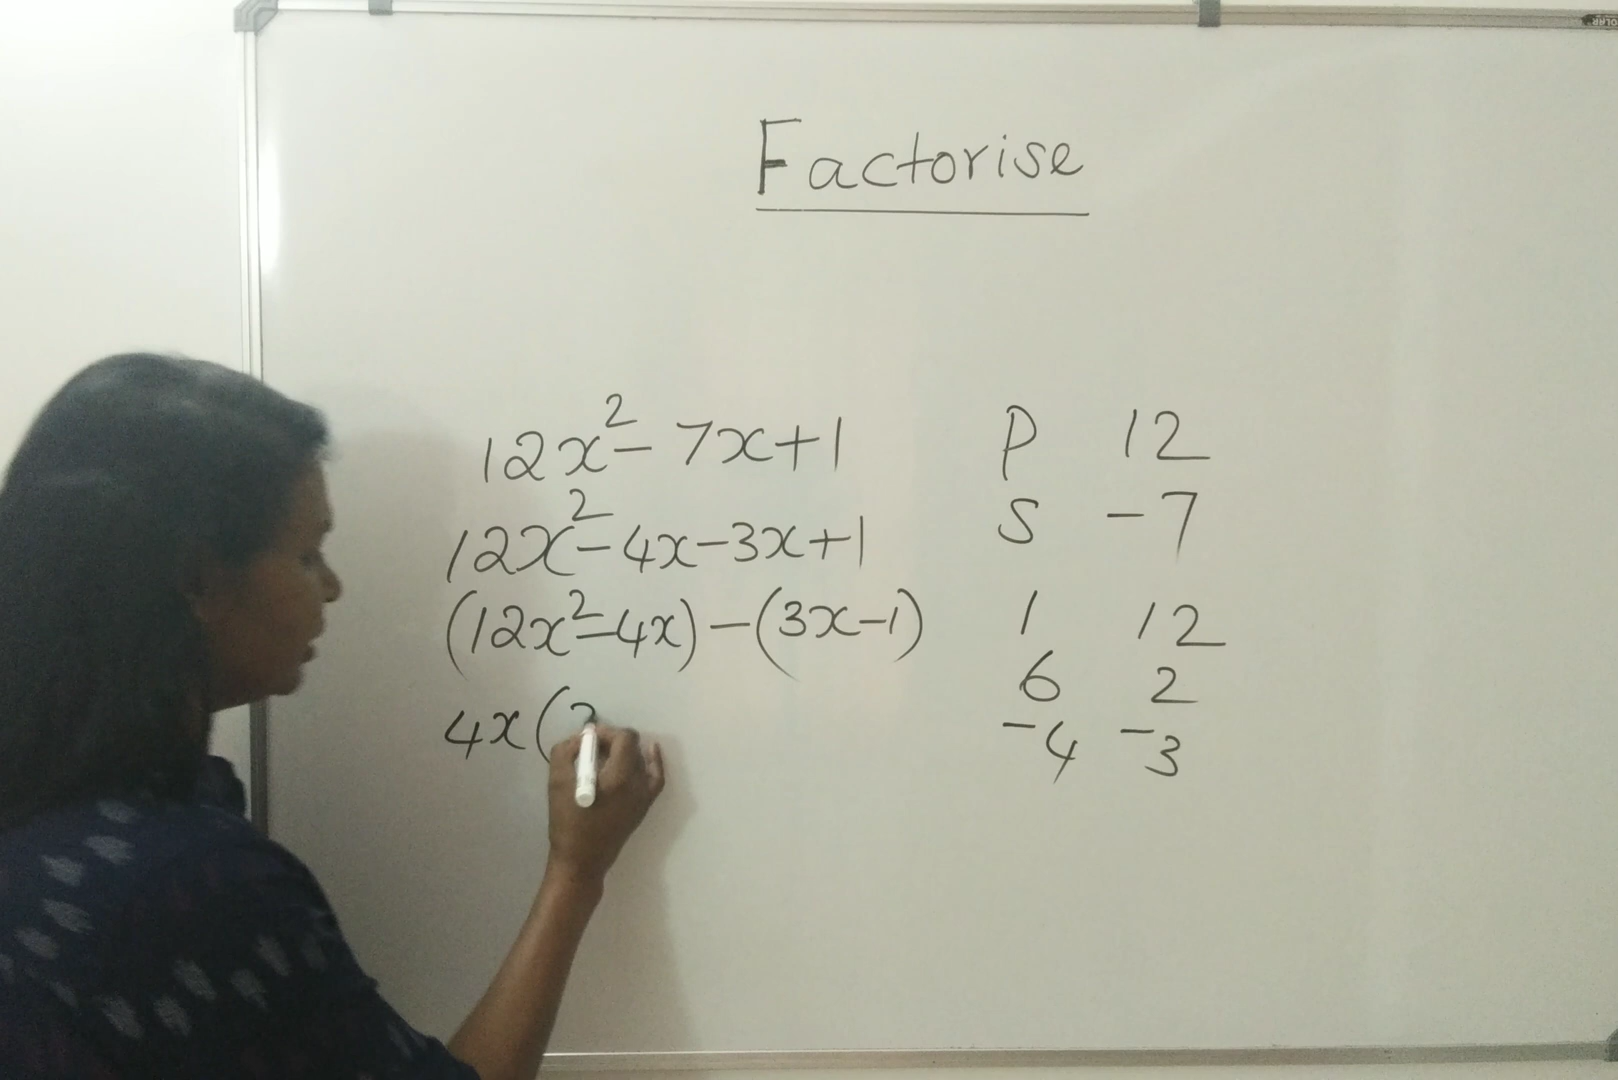 Factorise
12x² - 7x + 1
12x² - 4x - 3x + 1
(12x² - 4x) - (3x - 1)
4x (3
P 12
S -7
1 12
6 2
-4 -3